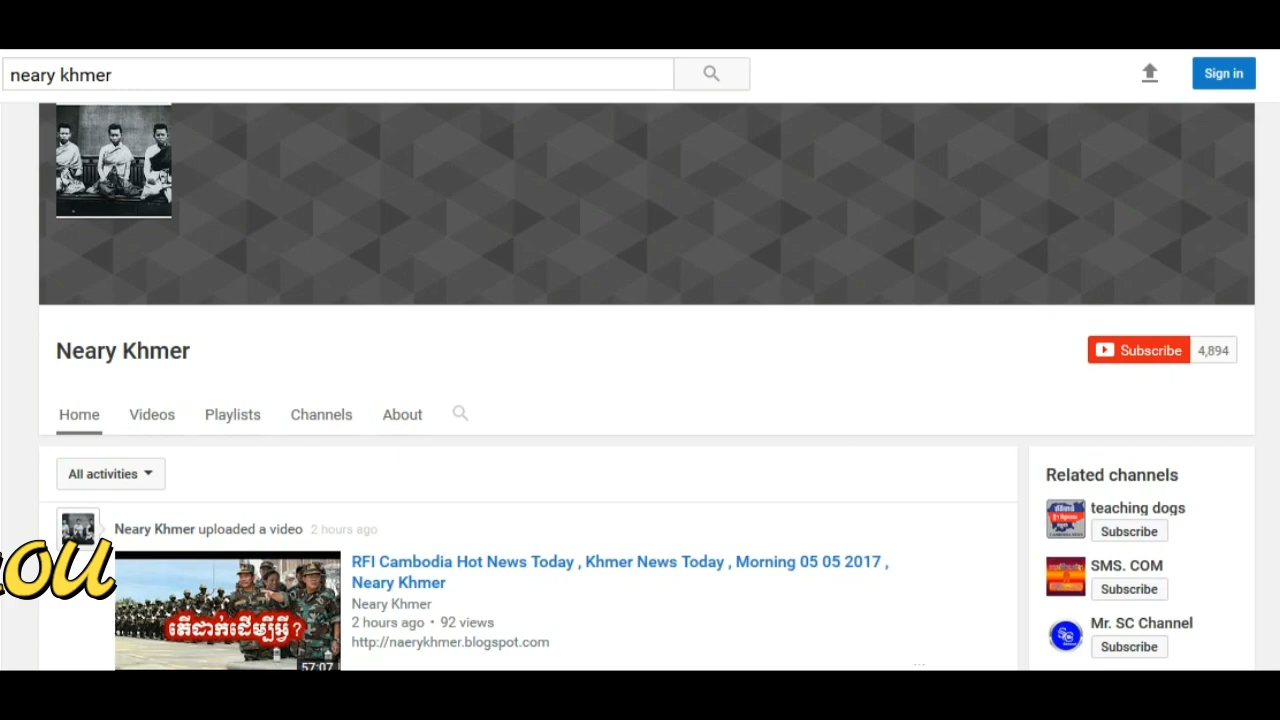 neary khmer
Sign in
Neary Khmer
Subscribe 4,894
Home Videos Playlists Channels About
All activities
Related channels
Neary Khmer uploaded a video 2 hours ago
ou
RFI Cambodia Hot News Today , Khmer News Today , Morning 05 05 2017 ,
Neary Khmer
Neary Khmer
2 hours ago • 92 views
http://naerykhmer.blogspot.com
តើដាក់ដើម្បីអ្វី?
57:07
teaching dogs
Subscribe
SMS. COM
Subscribe
Mr. SC Channel
Subscribe